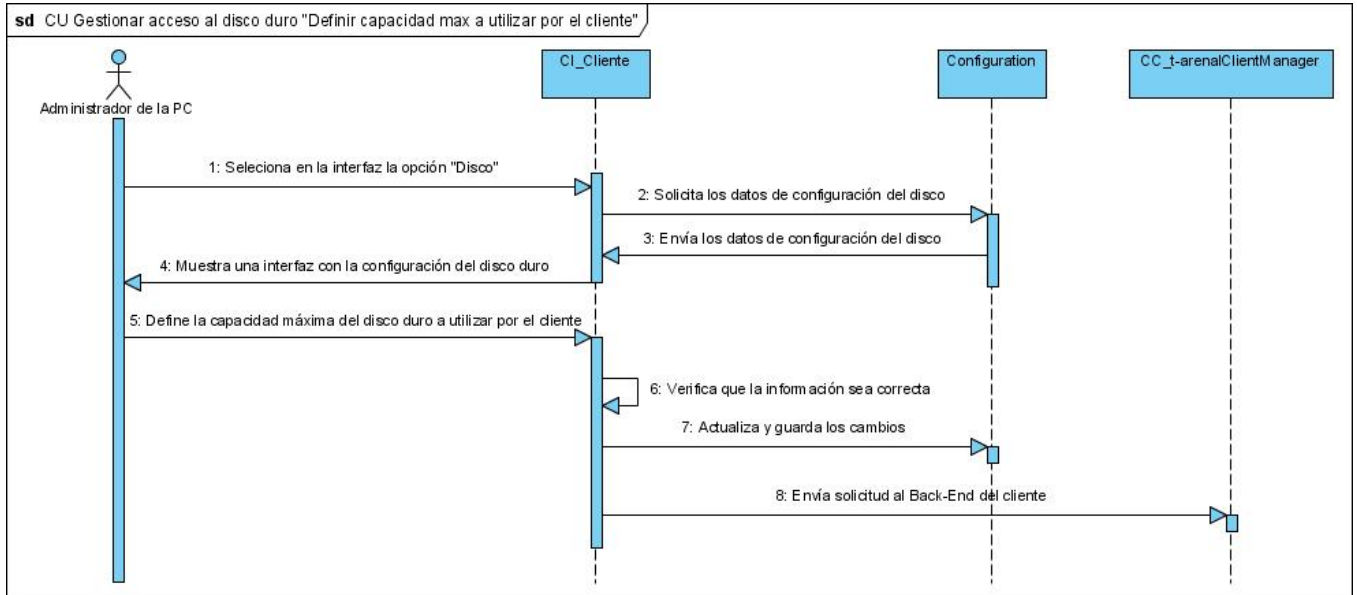 sd CU Gestionar acceso al disco duro "Definir capacidad max a utilizar por el cliente"
Administrador de la PC
CI_Cliente
Configuration
CC_t-arenalClientManager
1: Seleciona en la interfaz la opción "Disco"
2: Solicita los datos de configuración del disco
3: Envía los datos de configuración del disco
4: Muestra una interfaz con la configuración del disco duro
5: Define la capacidad máxima del disco duro a utilizar por el cliente
6: Verifica que la información sea correcta
7: Actualiza y guarda los cambios
8: Envía solicitud al Back-End del cliente